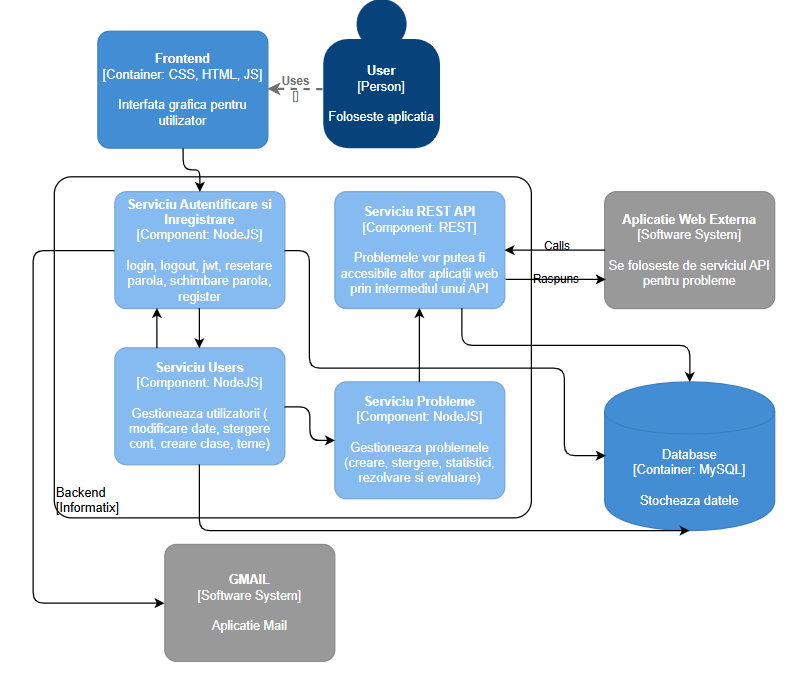 Frontend
[Container: CSS, HTML, JS]
Interfata grafica pentru
utilizator
Uses
[]
User
[Person]
Foloseste aplicatia
Serviciu Autentificare si
Inregistrare
[Component: NodeJS]
login, logout, jwt, resetare
parola, schimbare parola,
register
Serviciu REST API
[Component: REST]
Problemele vor putea fi
accesibile altor aplicații web
prin intermediul unui API
Calls
Raspuns
Aplicatie Web Externa
[Software System]
Se foloseste de serviciul API
pentru probleme
Serviciu Users
[Component: NodeJS]
Gestioneaza utilizatorii (
modificare date, stergere
cont, creare clase, teme)
Serviciu Probleme
[Component: NodeJS]
Gestioneaza problemele
(creare, stergere, statistici,
rezolvare si evaluare)
Database
[Container: MySQL]
Stocheaza datele
Backend
[Informatix]
GMAIL
[Software System]
Aplicatie Mail